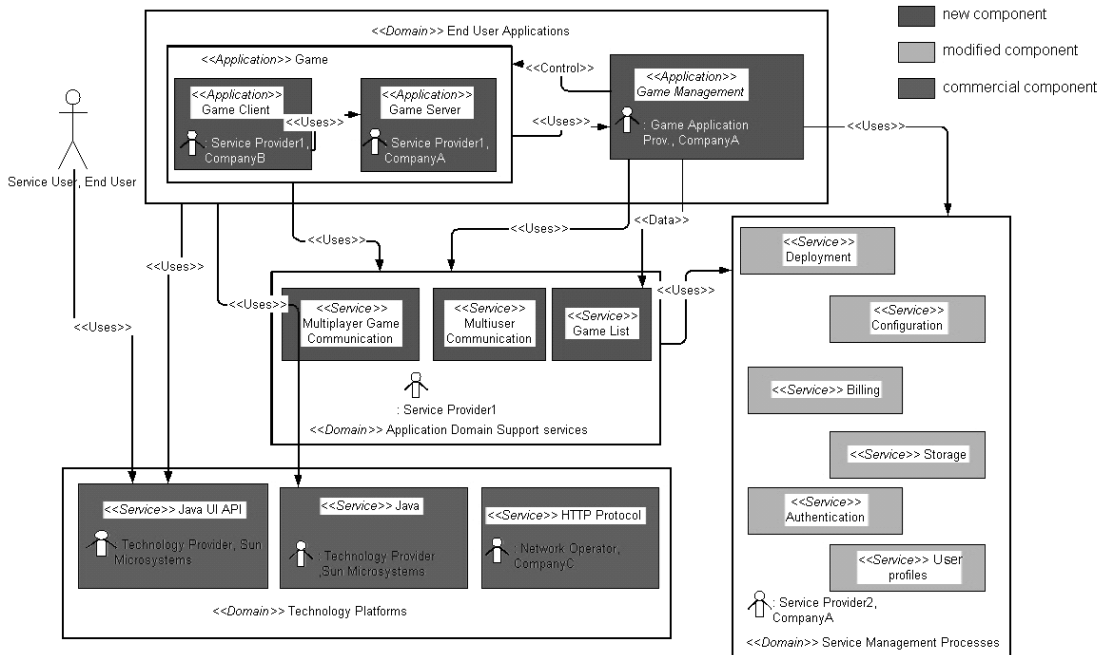 <<Domain>> End User Applications
new component
modified component
commercial component
<<Application>> Game
<<Control>>
<<Application>>
Game Client
<<Application>>
Game Server
<<Application>>
Game Management
<<Uses>>
<<Uses>>
<<Uses>>
: Service Provider1,
CompanyB
: Service Provider1,
CompanyA
: Game Application
Prov., CompanyA
Service User, End User
<<Uses>>
<<Uses>>
<<Data>>
<<Uses>>
<<Uses>>
<<Uses>>
<<Uses>>
<<Uses>>
<<Service>>
Multiplayer Game
Communication
<<Service>>
Multiuser
Communication
<<Service>>
Game List
: Service Provider1
<<Domain>> Application Domain Support services
<<Service>>
Deployment
<<Service>>
Configuration
<<Service>> Billing
<<Service>> Storage
<<Service>>
Authentication
<<Service>> User
profiles
: Service Provider2,
CompanyA
<<Domain>> Service Management Processes
<<Service>> Java UI API
: Technology Provider, Sun
Microsystems
<<Service>> Java
: Technology Provider
,Sun Microsystems
<<Service>> HTTP Protocol
: Network Operator,
CompanyC
<<Domain>> Technology Platforms